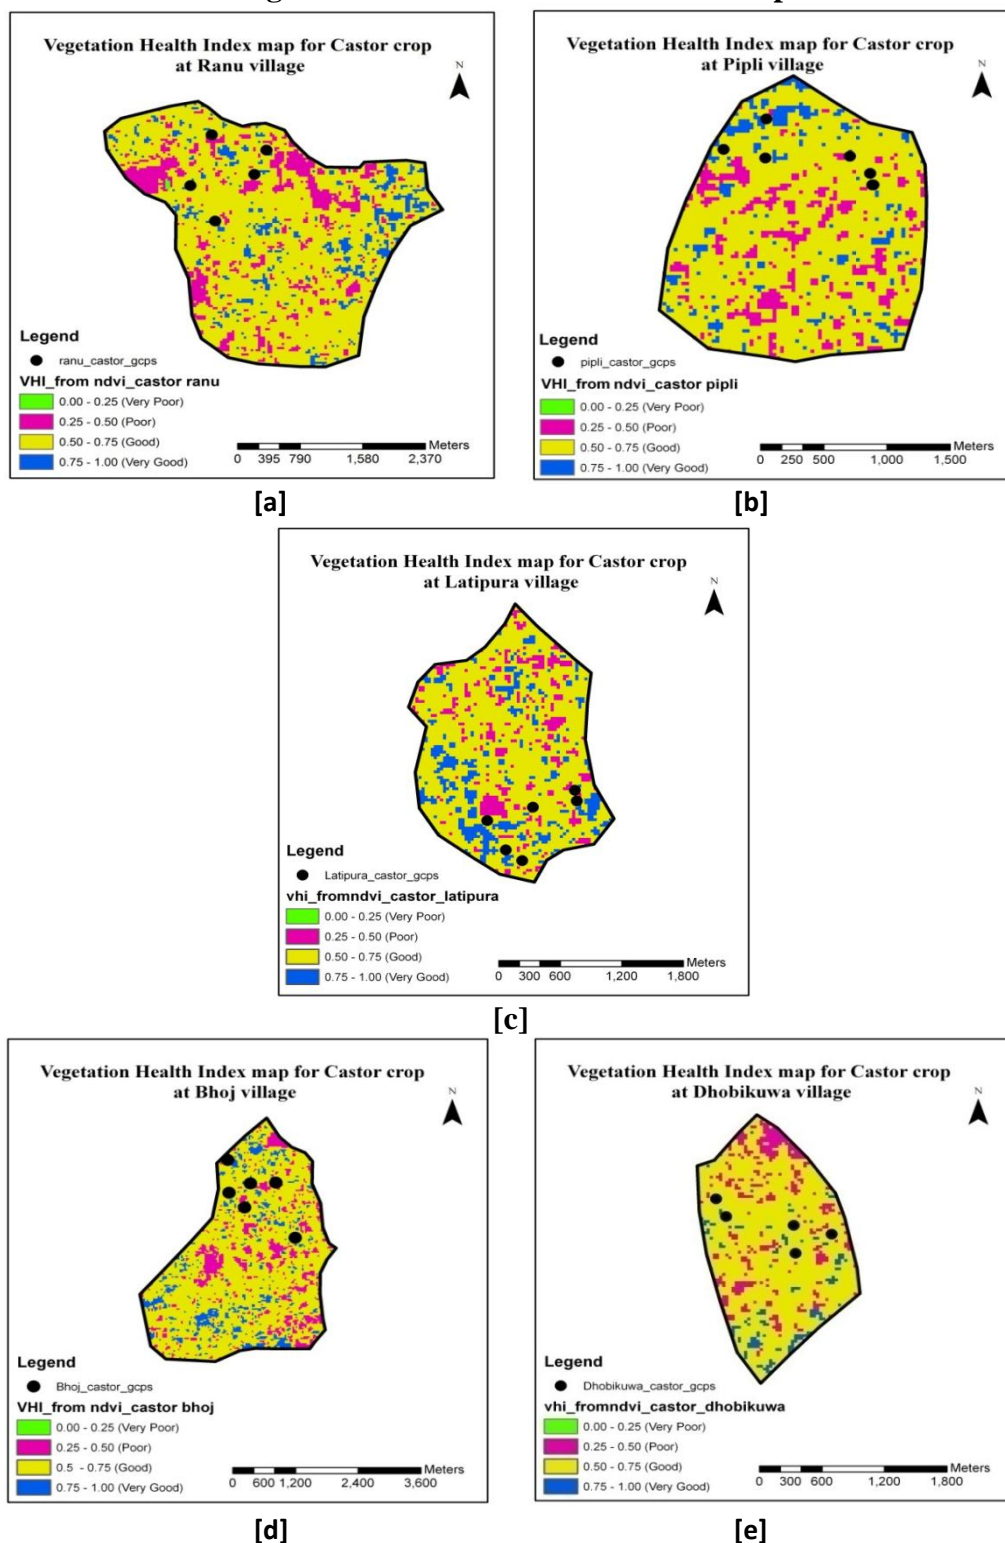 Vegetation Health Index map for Castor crop
at Ranu village
N
Legend
ranu_castor_gcps
VHI_from ndvi_castor ranu
0.00 - 0.25 (Very Poor)
0.25 - 0.50 (Poor)
0.50 - 0.75 (Good)
0.75 - 1.00 (Very Good)
Meters
0 395 790 1,580 2,370
[a]
Vegetation Health Index map for Castor crop
at Pipli village
N
Legend
pipli_castor_gcps
VHI_from ndvi_castor pipli
0.00 - 0.25 (Very Poor)
0.25 - 0.50 (Poor)
0.50 - 0.75 (Good)
0.75 - 1.00 (Very Good)
Meters
0 250 500 1,000 1,500
[b]
Vegetation Health Index map for Castor crop
at Latipura village
N
Legend
Latipura_castor_gcps
vhi_fromndvi_castor_latipura
0.00 - 0.25 (Very Poor)
0.25 - 0.50 (Poor)
0.50 - 0.75 (Good)
0.75 - 1.00 (Very Good)
Meters
0 300 600 1,200 1,800
[c]
Vegetation Health Index map for Castor crop
at Bhoj village
N
Legend
Bhoj_castor_gcps
VHI_from ndvi_castor bhoj
0.00 - 0.25 (Very Poor)
0.25 - 0.50 (Poor)
0.5 - 0.75 (Good)
0.75 - 1.00 (Very Good)
Meters
0 600 1,200 2,400 3,600
[d]
Vegetation Health Index map for Castor crop
at Dhobikuwa village
N
Legend
Dhobikuwa_castor_gcps
vhi_fromndvi_castor_dhobikuwa
0.00 - 0.25 (Very Poor)
0.25 - 0.50 (Poor)
0.50 - 0.75 (Good)
0.75 - 1.00 (Very Good)
Meters
0 300 600 1,200 1,800
[e]